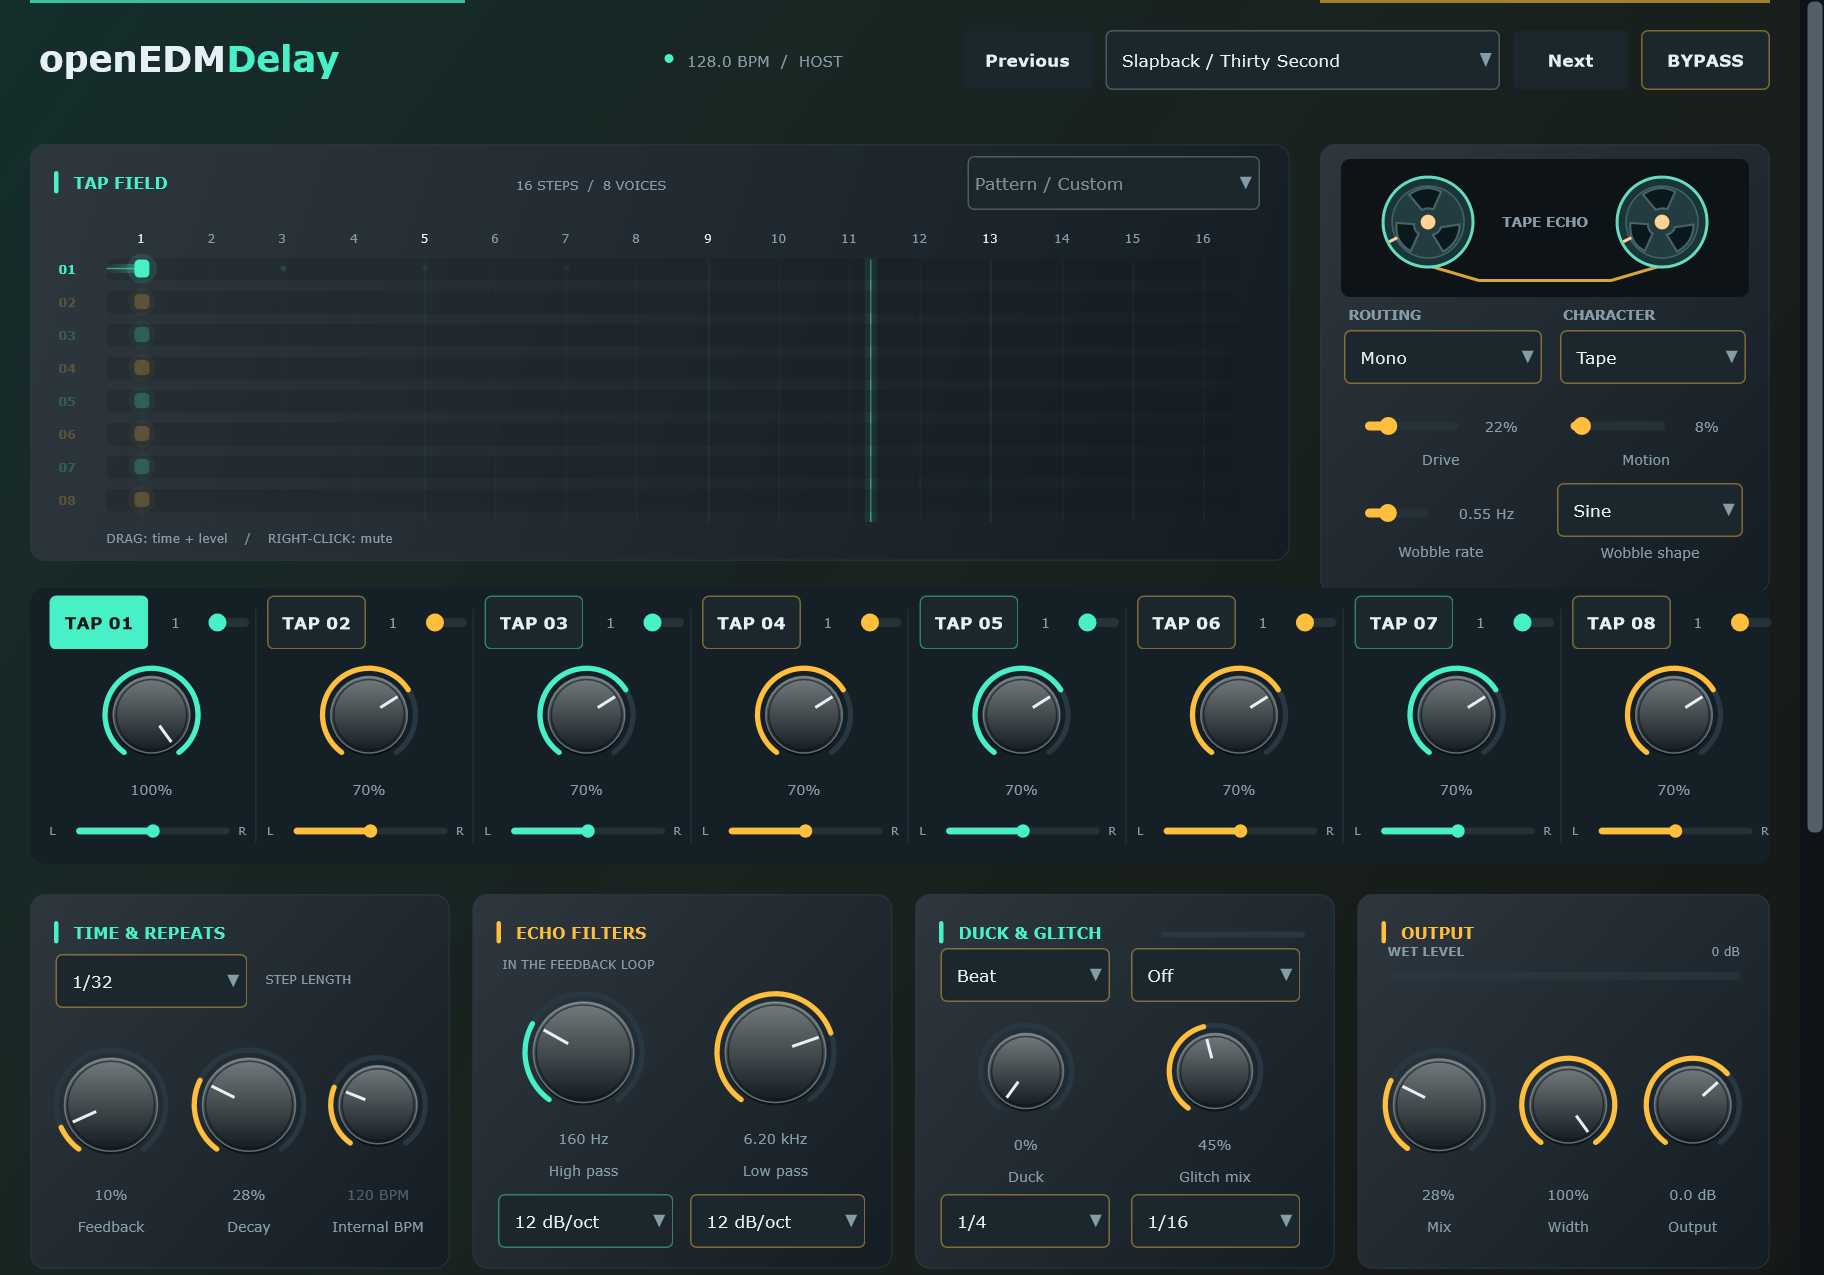 openEDMDelay
128.0 BPM / HOST
Previous
Slapback / Thirty Second
Next
BYPASS
TAP FIELD
16 STEPS / 8 VOICES
Pattern / Custom
1 2 3 4 5 6 7 8 9 10 11 12 13 14 15 16
01
02
03
04
05
06
07
08
DRAG: time + level / RIGHT-CLICK: mute
TAPE ECHO
ROUTING CHARACTER
Mono Tape
22% 8%
Drive Motion
0.55 Hz Sine
Wobble rate Wobble shape
TAP 01 1 TAP 02 1 TAP 03 1 TAP 04 1 TAP 05 1 TAP 06 1 TAP 07 1 TAP 08 1
100% 70% 70% 70% 70% 70% 70% 70%
L R L R L R L R L R L R L R L R
TIME & REPEATS
1/32 STEP LENGTH
10% 28% 120 BPM
Feedback Decay Internal BPM
ECHO FILTERS
IN THE FEEDBACK LOOP
160 Hz 6.20 kHz
High pass Low pass
12 dB/oct 12 dB/oct
DUCK & GLITCH
Beat Off
0% 45%
Duck Glitch mix
1/4 1/16
OUTPUT
WET LEVEL 0 dB
28% 100% 0.0 dB
Mix Width Output